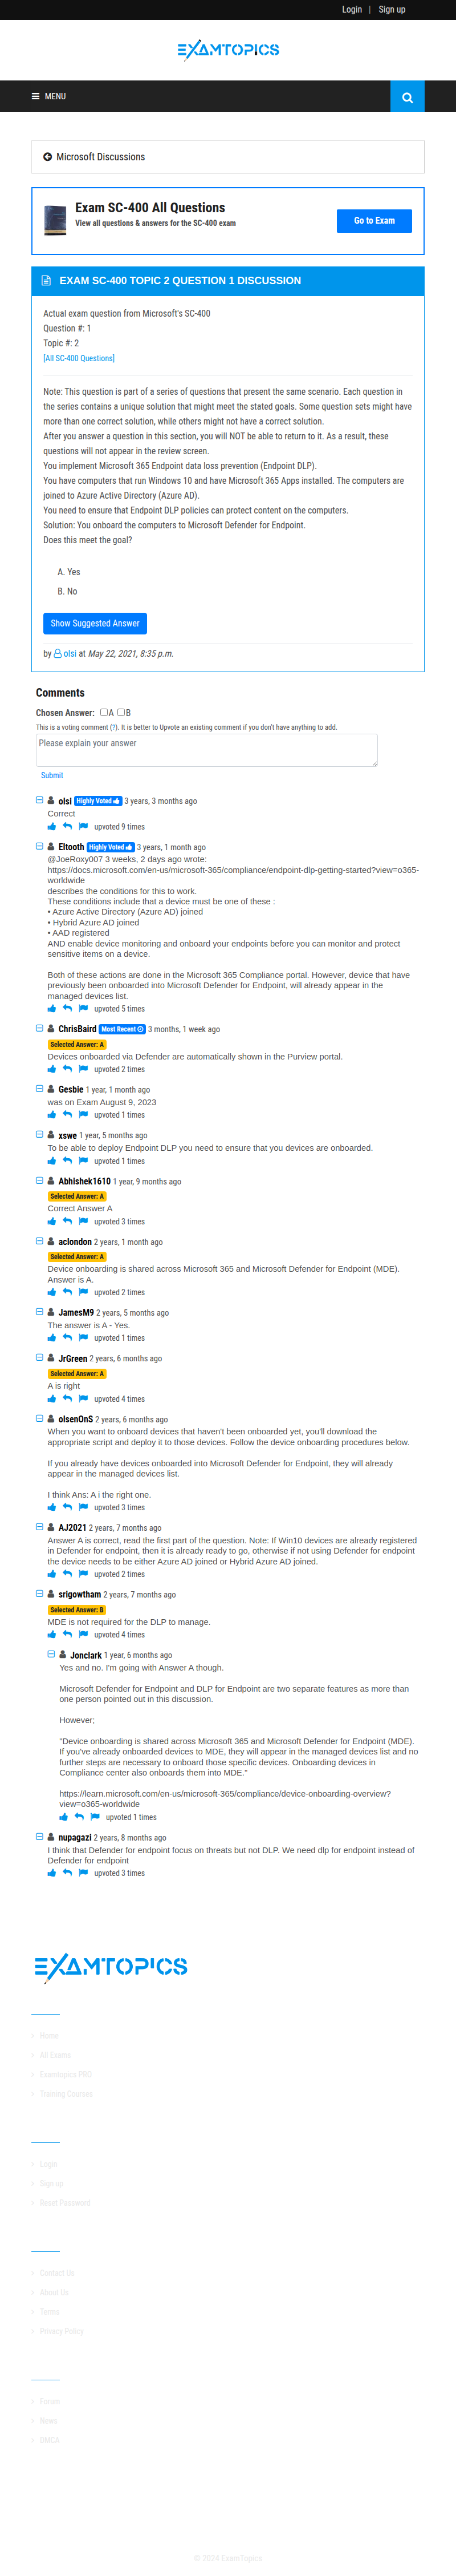 Login | Sign up
EXAMTOPICS
MENU
Microsoft Discussions
Exam SC-400 All Questions
View all questions & answers for the SC-400 exam
Go to Exam
EXAM SC-400 TOPIC 2 QUESTION 1 DISCUSSION
Actual exam question from Microsoft's SC-400
Question #: 1
Topic #: 2
[All SC-400 Questions]
Note: This question is part of a series of questions that present the same scenario. Each question in
the series contains a unique solution that might meet the stated goals. Some question sets might have
more than one correct solution, while others might not have a correct solution.
After you answer a question in this section, you will NOT be able to return to it. As a result, these
questions will not appear in the review screen.
You implement Microsoft 365 Endpoint data loss prevention (Endpoint DLP).
You have computers that run Windows 10 and have Microsoft 365 Apps installed. The computers are
joined to Azure Active Directory (Azure AD).
You need to ensure that Endpoint DLP policies can protect content on the computers.
Solution: You onboard the computers to Microsoft Defender for Endpoint.
Does this meet the goal?
A. Yes
B. No
Show Suggested Answer
by olsi at May 22, 2021, 8:35 p.m.
Comments
Chosen Answer: A B
This is a voting comment (?). It is better to Upvote an existing comment if you don't have anything to add.
Please explain your answer
Submit
olsi Highly Voted 3 years, 3 months ago
Correct
upvoted 9 times
Eltooth Highly Voted 3 years, 1 month ago
@JoeRoxy007 3 weeks, 2 days ago wrote:
https://docs.microsoft.com/en-us/microsoft-365/compliance/endpoint-dlp-getting-started?view=o365-
worldwide
describes the conditions for this to work.
These conditions include that a device must be one of these :
• Azure Active Directory (Azure AD) joined
• Hybrid Azure AD joined
• AAD registered
AND enable device monitoring and onboard your endpoints before you can monitor and protect
sensitive items on a device.
Both of these actions are done in the Microsoft 365 Compliance portal. However, device that have
previously been onboarded into Microsoft Defender for Endpoint, will already appear in the
managed devices list.
upvoted 5 times
ChrisBaird Most Recent 3 months, 1 week ago
Selected Answer: A
Devices onboarded via Defender are automatically shown in the Purview portal.
upvoted 2 times
Gesbie 1 year, 1 month ago
was on Exam August 9, 2023
upvoted 1 times
xswe 1 year, 5 months ago
To be able to deploy Endpoint DLP you need to ensure that you devices are onboarded.
upvoted 1 times
Abhishek1610 1 year, 9 months ago
Selected Answer: A
Correct Answer A
upvoted 3 times
aclondon 2 years, 1 month ago
Selected Answer: A
Device onboarding is shared across Microsoft 365 and Microsoft Defender for Endpoint (MDE).
Answer is A.
upvoted 2 times
JamesM9 2 years, 5 months ago
The answer is A - Yes.
upvoted 1 times
JrGreen 2 years, 6 months ago
Selected Answer: A
A is right
upvoted 4 times
olsenOnS 2 years, 6 months ago
When you want to onboard devices that haven't been onboarded yet, you'll download the
appropriate script and deploy it to those devices. Follow the device onboarding procedures below.
If you already have devices onboarded into Microsoft Defender for Endpoint, they will already
appear in the managed devices list.
I think Ans: A i the right one.
upvoted 3 times
AJ2021 2 years, 7 months ago
Answer A is correct, read the first part of the question. Note: If Win10 devices are already registered
in Defender for endpoint, then it is already ready to go, otherwise if not using Defender for endpoint
the device needs to be either Azure AD joined or Hybrid Azure AD joined.
upvoted 2 times
srigowtham 2 years, 7 months ago
Selected Answer: B
MDE is not required for the DLP to manage.
upvoted 4 times
Jonclark 1 year, 6 months ago
Yes and no. I'm going with Answer A though.
Microsoft Defender for Endpoint and DLP for Endpoint are two separate features as more than
one person pointed out in this discussion.
However;
"Device onboarding is shared across Microsoft 365 and Microsoft Defender for Endpoint (MDE).
If you've already onboarded devices to MDE, they will appear in the managed devices list and no
further steps are necessary to onboard those specific devices. Onboarding devices in
Compliance center also onboards them into MDE."
https://learn.microsoft.com/en-us/microsoft-365/compliance/device-onboarding-overview?
view=o365-worldwide
upvoted 1 times
nupagazi 2 years, 8 months ago
I think that Defender for endpoint focus on threats but not DLP. We need dlp for endpoint instead of
Defender for endpoint
upvoted 3 times
EXAMTOPICS
Home
All Exams
Examtopics PRO
Training Courses
Login
Sign up
Reset Password
Contact Us
About Us
Terms
Privacy Policy
Forum
News
DMCA
© 2024 ExamTopics